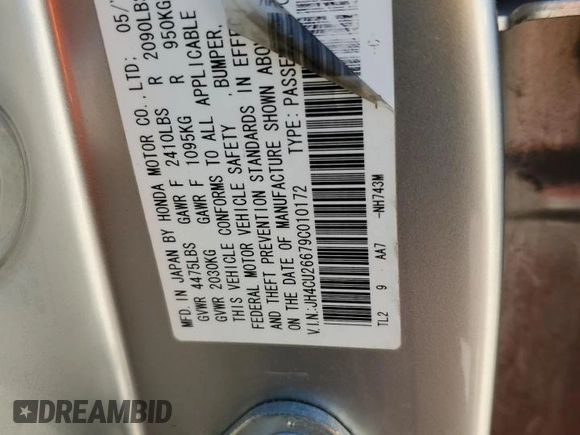 MFD. IN JAPAN BY HONDA MOTOR CO., LTD: 05/
GVWR 4475LBS GAWR F 2410LBS R 2090LBS
GVWR 2030KG GAWR F 1095KG R 950KG
THIS VEHICLE CONFORMS TO ALL APPLICABLE
FEDERAL MOTOR VEHICLE SAFETY, BUMPER,
AND THEFT PREVENTION STANDARDS IN EFFE
ON THE DATE OF MANUFACTURE SHOWN ABO
V.I.N:JH4CU26679C010172 TYPE: PASSE
TL2 9 AA7 -NH743M -C-
DREAMBID